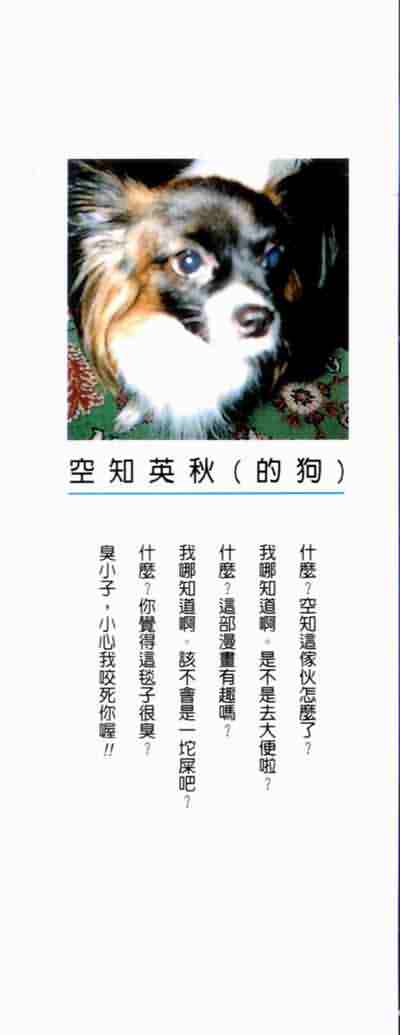 空知英秋(的狗)
什麼？空知這傢伙怎麼了？
我哪知道啊。是不是去大便啦？
什麼？這部漫畫有趣嗎？
我哪知道啊。該不會是一坨屎吧？
什麼？你覺得這毯子很臭？
臭小子，小心我咬死你喔!!